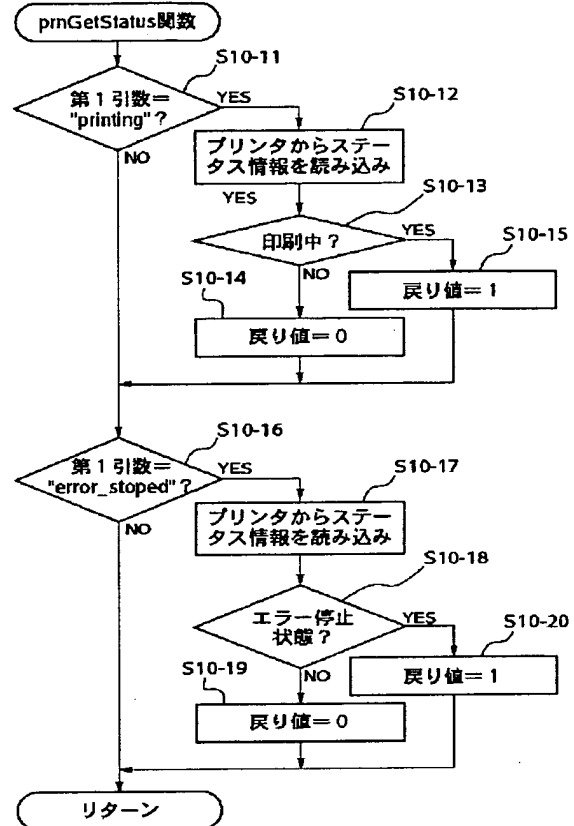 prnGetStatus関数
S10-11
第1引数＝
"printing"？
YES
NO
S10-12
プリンタからステー
タス情報を読み込み
YES
S10-13
印刷中？
YES
NO
S10-15
戻り値＝1
S10-14
戻り値＝0
S10-16
第1引数＝
"error_stoped"？
YES
NO
S10-17
プリンタからステー
タス情報を読み込み
S10-18
エラー停止
状態？
YES
NO
S10-20
戻り値＝1
S10-19
戻り値＝0
リターン